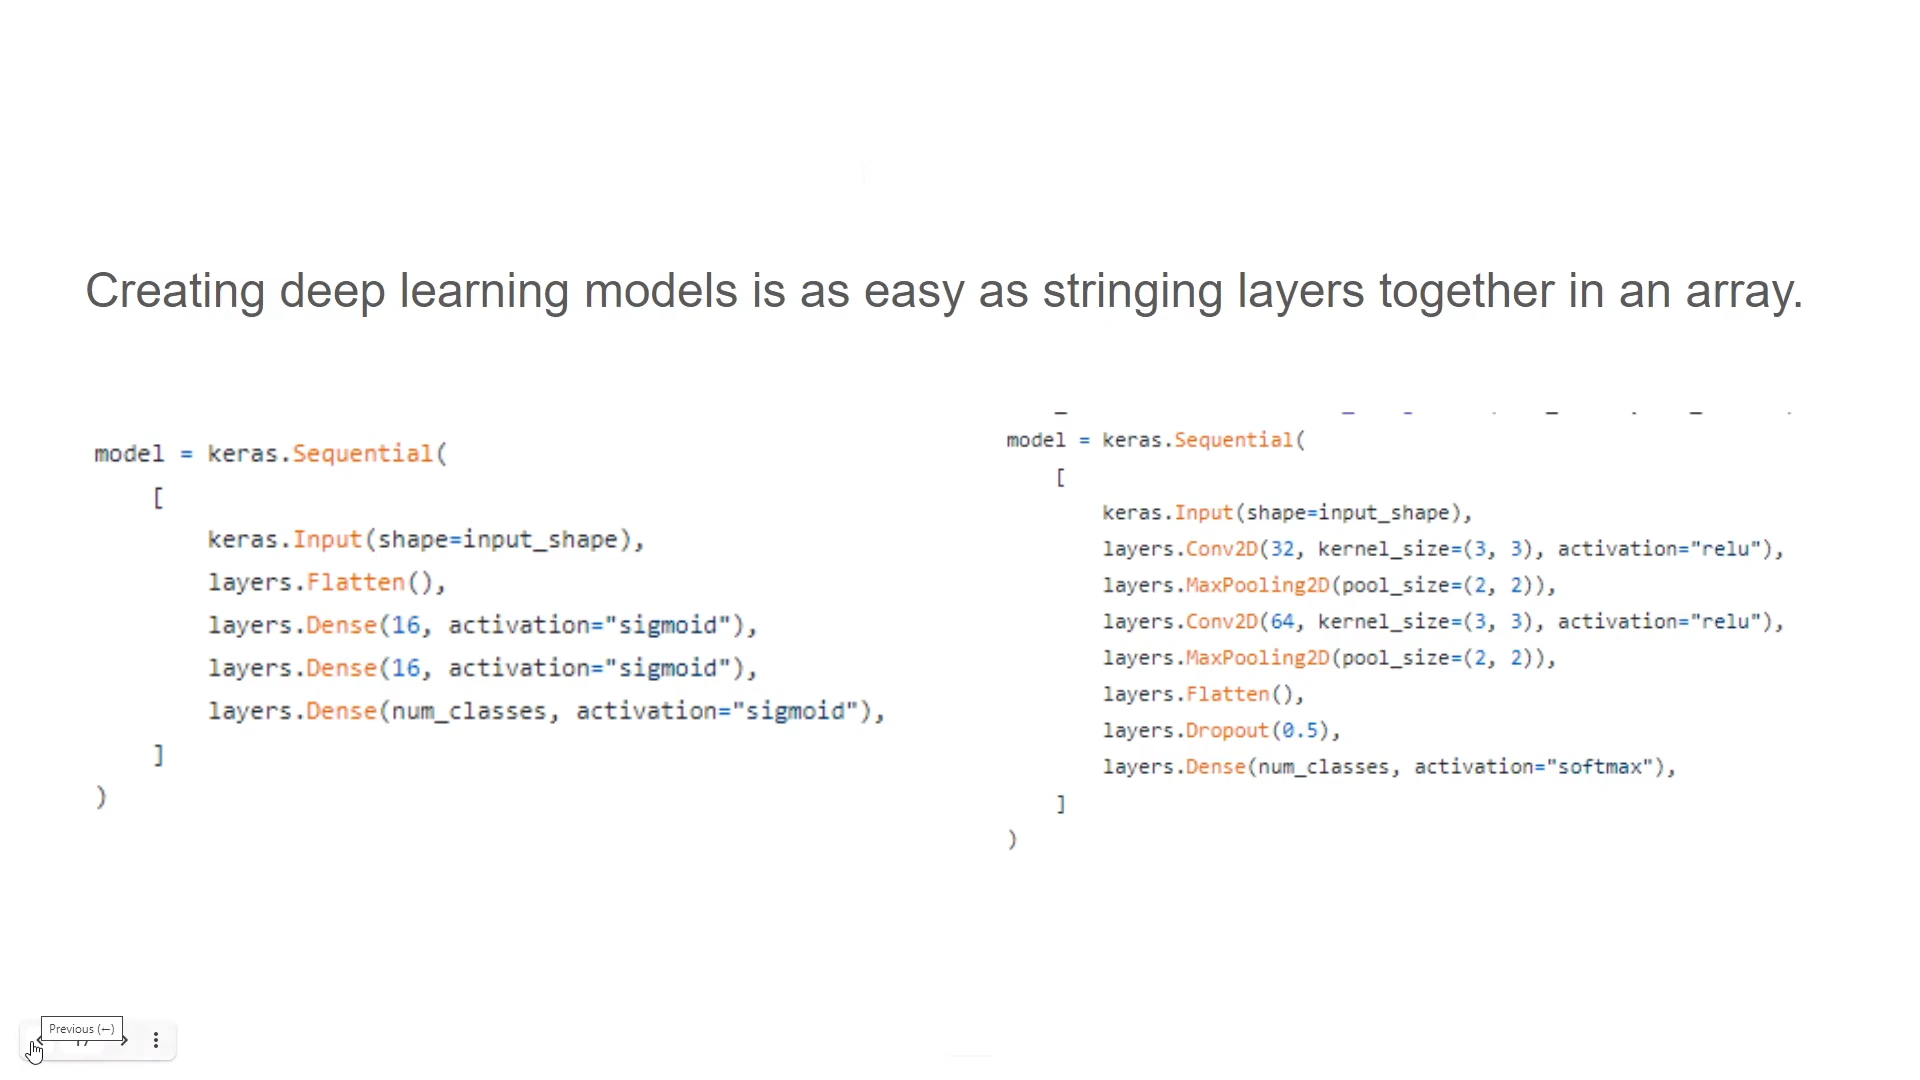 Creating deep learning models is as easy as stringing layers together in an array.
model = keras.Sequential(
[
keras.Input(shape=input_shape),
layers.Flatten(),
layers.Dense(16, activation="sigmoid"),
layers.Dense(16, activation="sigmoid"),
layers.Dense(num_classes, activation="sigmoid"),
]
)
model = keras.Sequential(
[
keras.Input(shape=input_shape),
layers.Conv2D(32, kernel_size=(3, 3), activation="relu"),
layers.MaxPooling2D(pool_size=(2, 2)),
layers.Conv2D(64, kernel_size=(3, 3), activation="relu"),
layers.MaxPooling2D(pool_size=(2, 2)),
layers.Flatten(),
layers.Dropout(0.5),
layers.Dense(num_classes, activation="softmax"),
]
)
Previous (←)